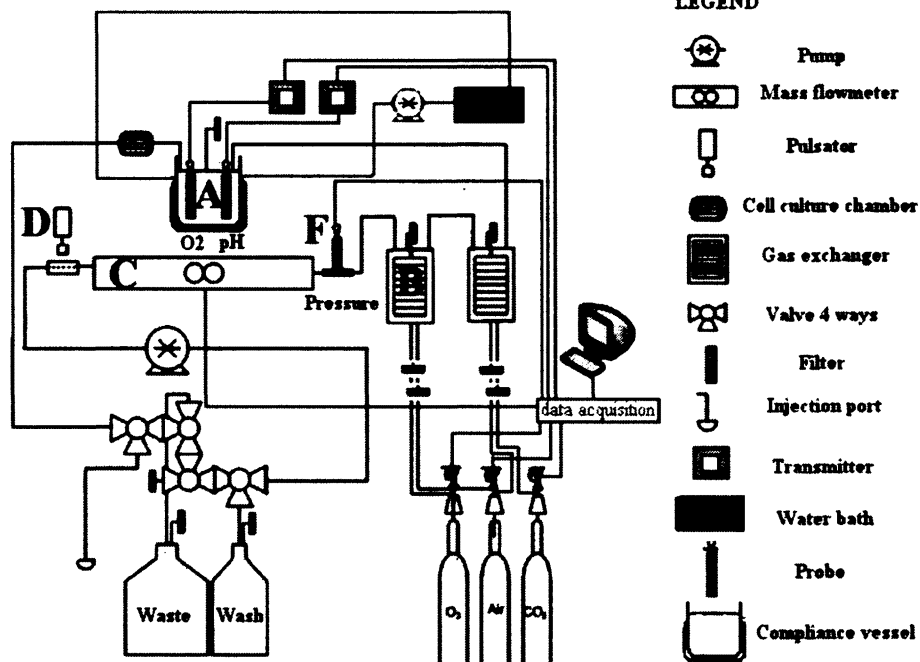 LEGEND
Pump
Mass flowmeter
Pulsator
Cell culture chamber
Gas exchanger
Valve 4 ways
Filter
Injection port
Transmitter
Water bath
Probe
Compliance vessel
A
O2 pH
D
F
C
B
Pressure
data acquisition
Waste
Wash
O₂
Air
CO₂